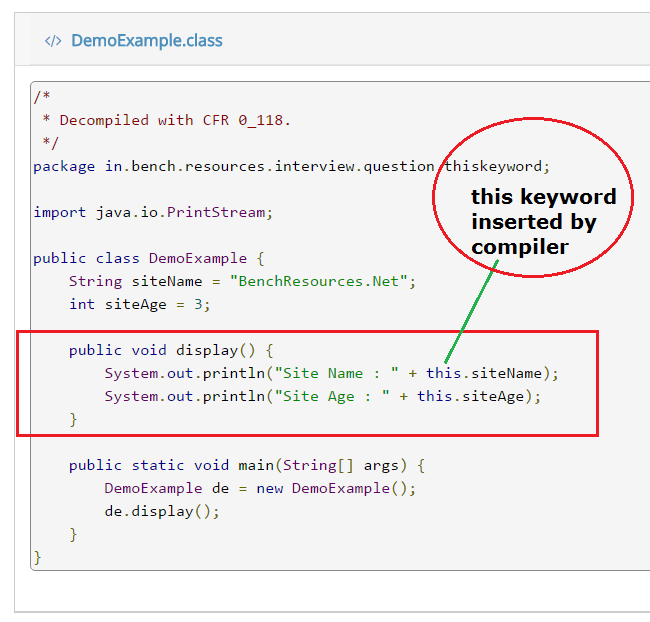 </> DemoExample.class
/*
 * Decompiled with CFR 0_118.
 */
package in.bench.resources.interview.question.thiskeyword;
this keyword
inserted by
compiler
import java.io.PrintStream;
public class DemoExample {
    String siteName = "BenchResources.Net";
    int siteAge = 3;
    public void display() {
        System.out.println("Site Name : " + this.siteName);
        System.out.println("Site Age : " + this.siteAge);
    }
    public static void main(String[] args) {
        DemoExample de = new DemoExample();
        de.display();
    }
}